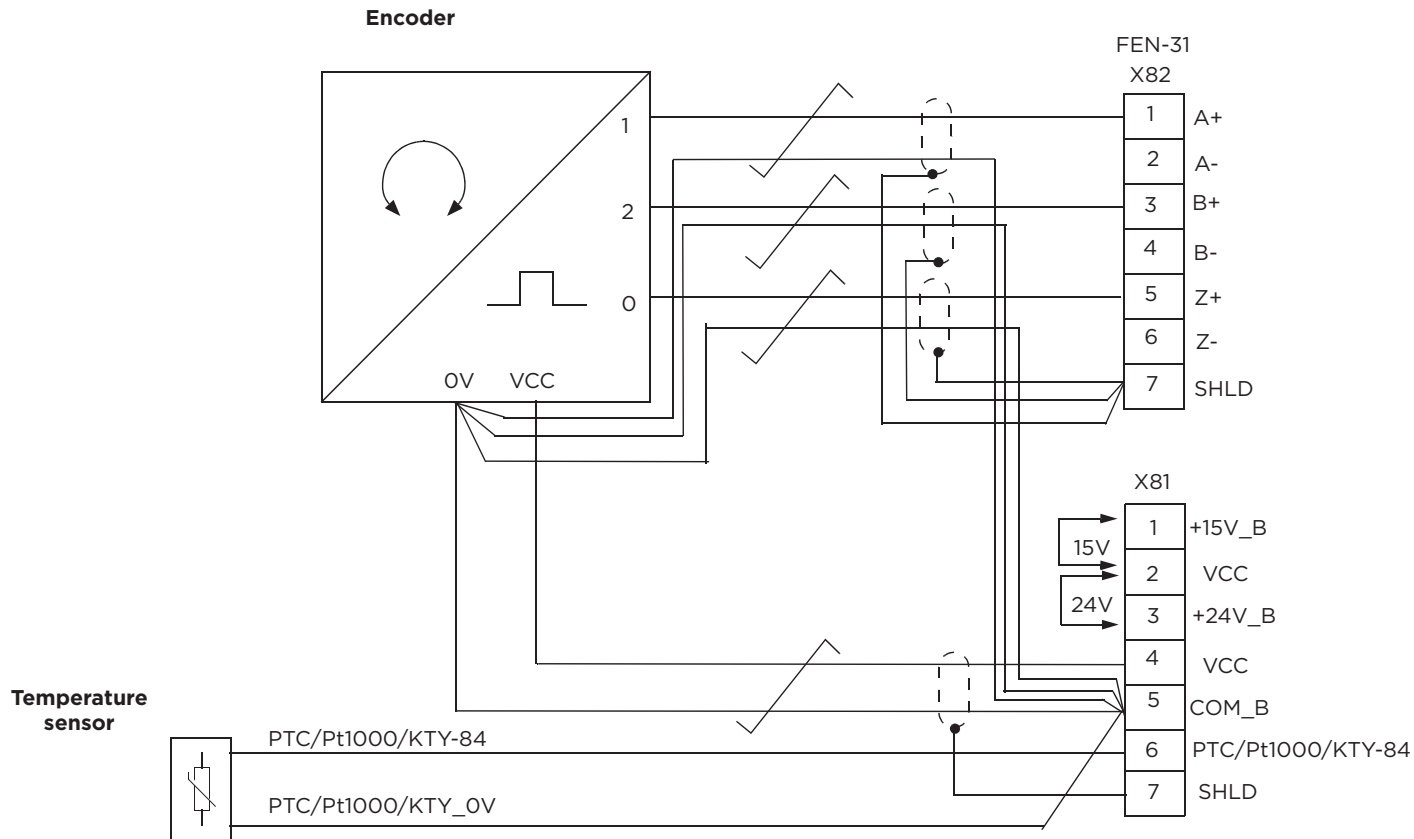 Encoder
FEN-31
X82
1
1 A+
2 A-
2
3 B+
4 B-
0
5 Z+
6 Z-
0V VCC
7 SHLD
X81
1 +15V_B
15V
2 VCC
24V
3 +24V_B
4 VCC
5 COM_B
Temperature
sensor
PTC/Pt1000/KTY-84
6 PTC/Pt1000/KTY-84
7 SHLD
PTC/Pt1000/KTY_0V